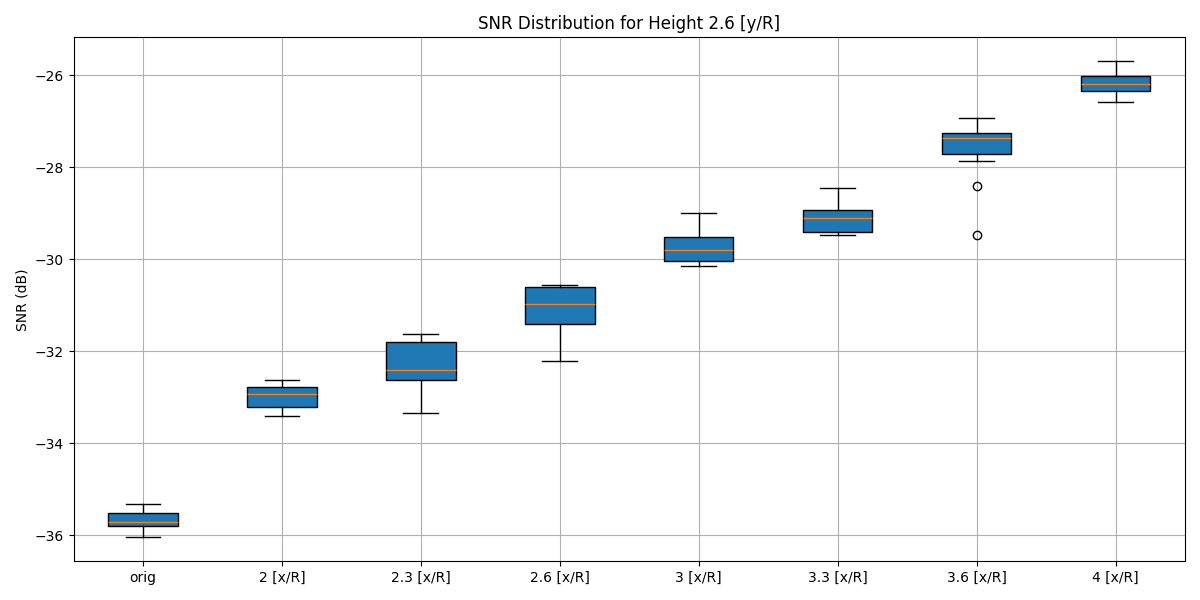 SNR Distribution for Height 2.6 [y/R]
SNR (dB)
−26
−28
−30
−32
−34
−36
orig
2 [x/R]
2.3 [x/R]
2.6 [x/R]
3 [x/R]
3.3 [x/R]
3.6 [x/R]
4 [x/R]